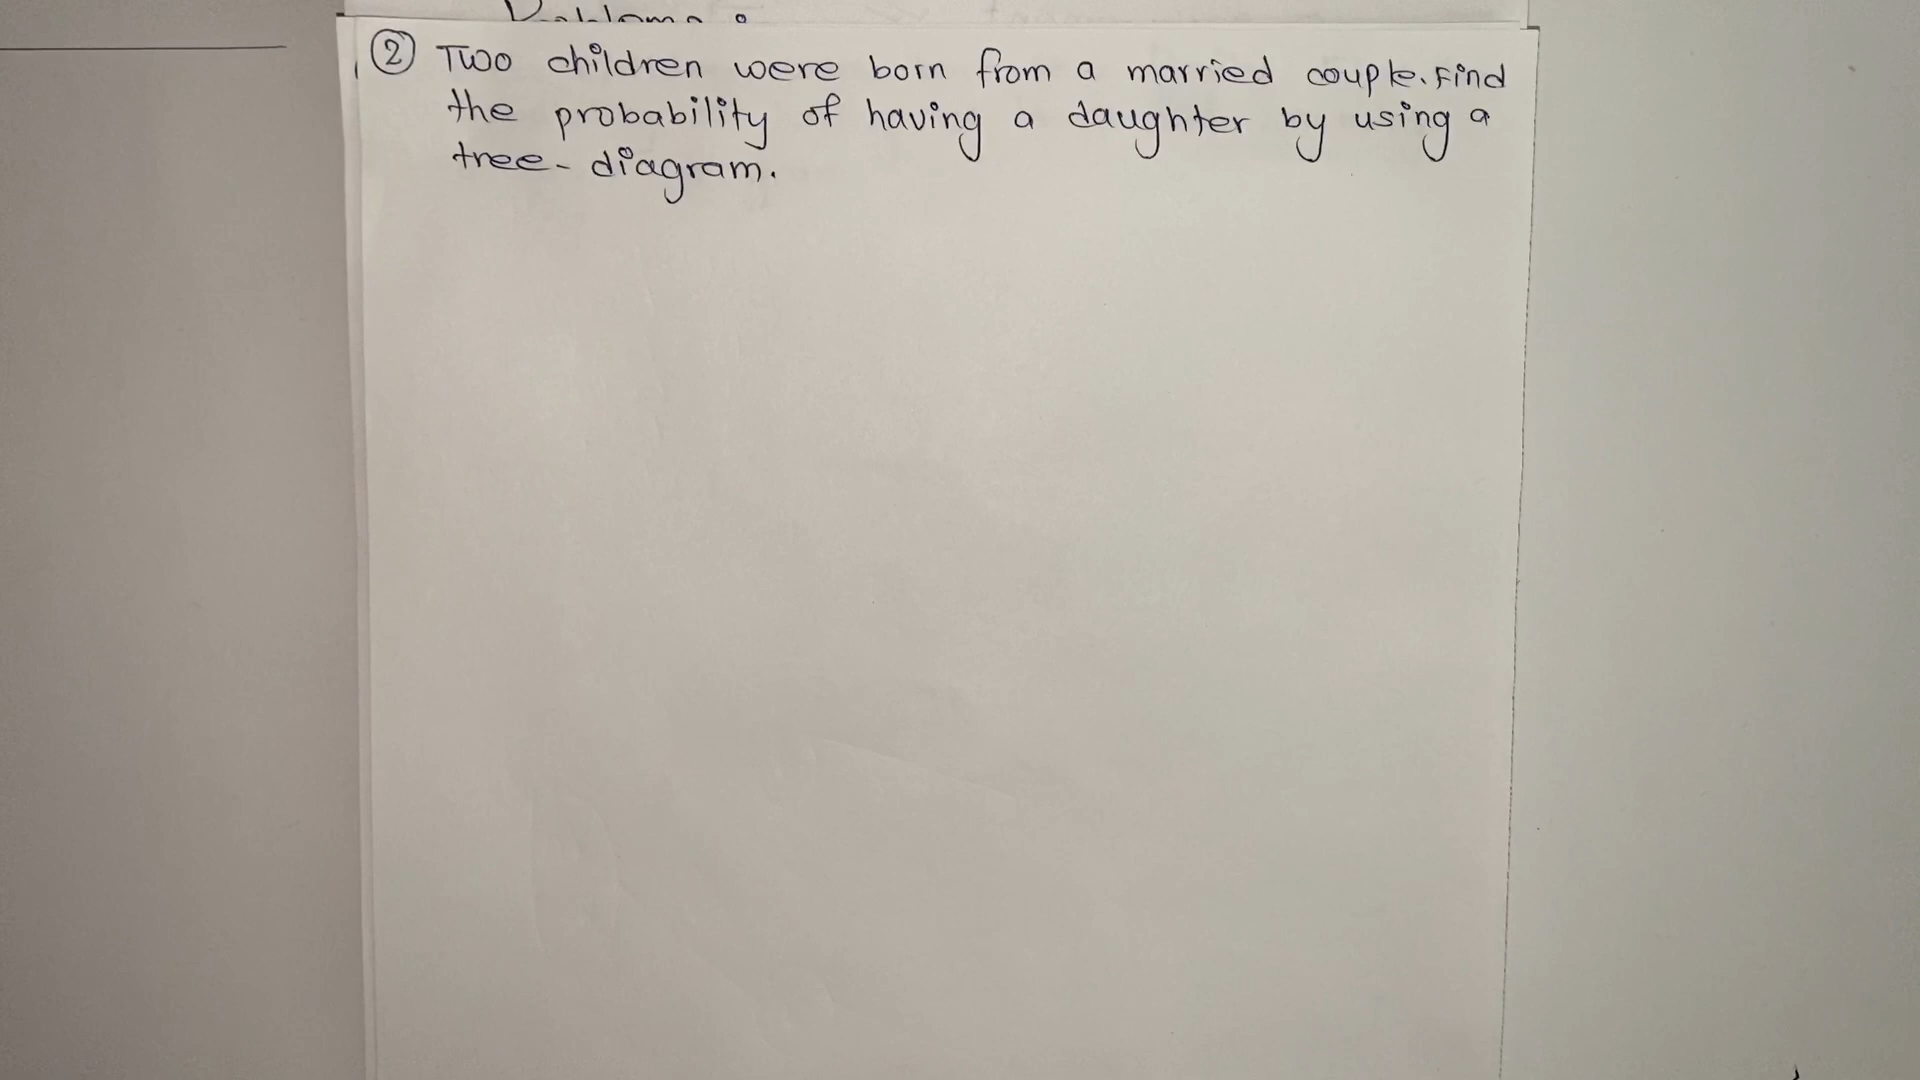 ② Two children were born from a married couple. Find
the probability of having a daughter by using a
tree- diagram.